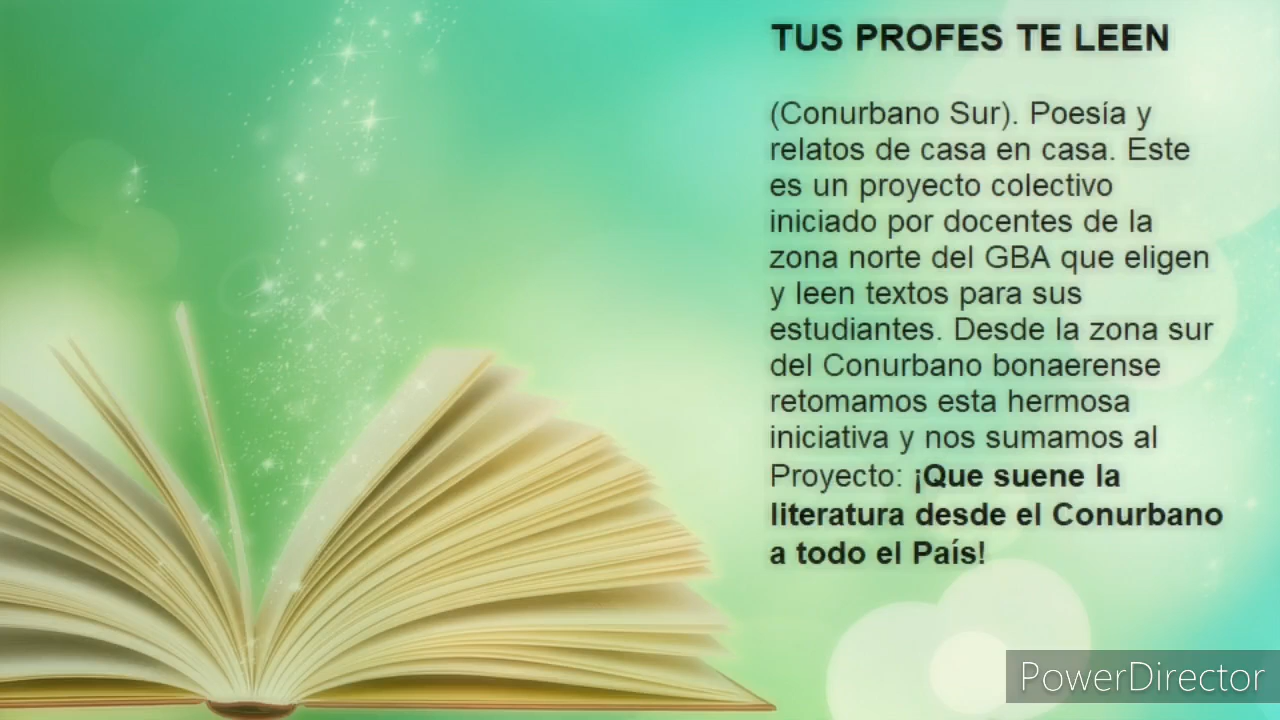 TUS PROFES TE LEEN
(Conurbano Sur). Poesía y
relatos de casa en casa. Este
es un proyecto colectivo
iniciado por docentes de la
zona norte del GBA que eligen
y leen textos para sus
estudiantes. Desde la zona sur
del Conurbano bonaerense
retomamos esta hermosa
iniciativa y nos sumamos al
Proyecto: ¡Que suene la
literatura desde el Conurbano
a todo el País!
PowerDirector